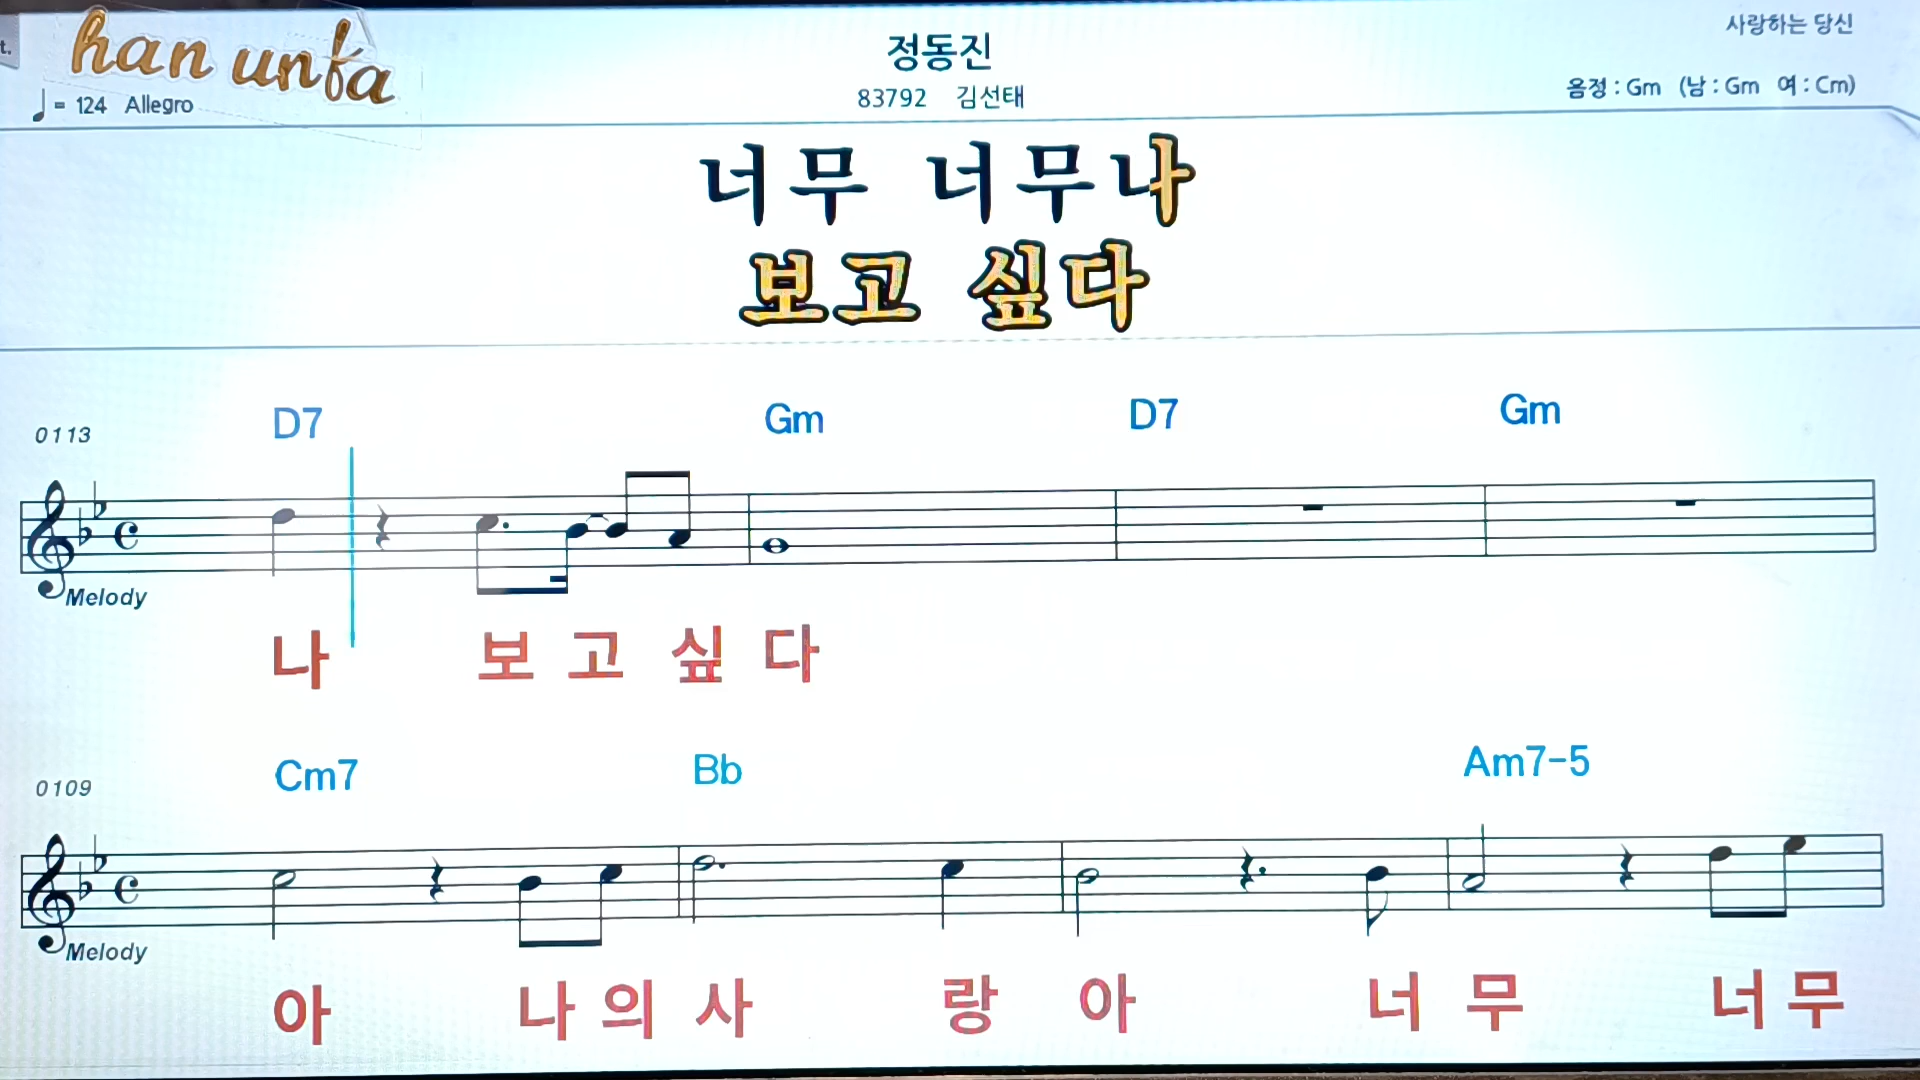 t.
han unfa
정동진
사랑하는 당신
♩= 124 Allegro
83792 김선태
음정 : Gm (남 : Gm 여 : Cm)
너무 너무나
보고 싶다
D7 Gm D7 Gm
0113
Melody
나 보 고 싶 다
Cm7 Bb Am7-5
0109
Melody
아 나 의 사 랑 아 너 무 너 무